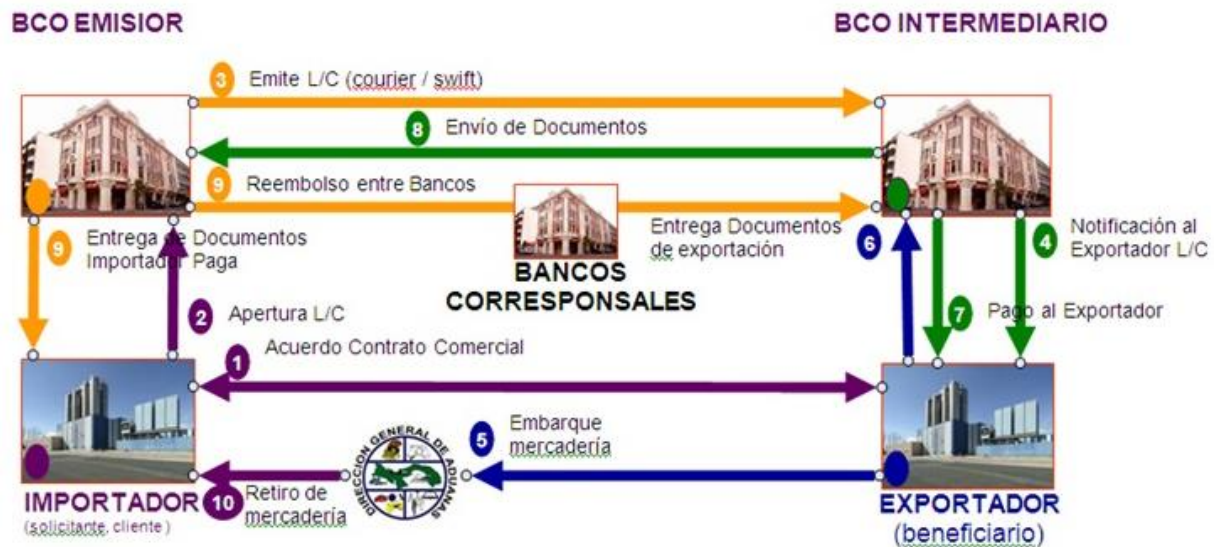 BCO EMISIOR
BCO INTERMEDIARIO
3 Emite L/C (courier / swift)
8 Envío de Documentos
9 Reembolso entre Bancos
9 Entrega de Documentos
Importador Paga
BANCOS
CORRESPONSALES
Entrega Documentos
de exportación
6
4 Notificación al
Exportador L/C
2 Apertura L/C
7 Pago al Exportador
1 Acuerdo Contrato Comercial
5 Embarque
mercadería
DIRECCION GENERAL DE ADUANAS
10 Retiro de
mercadería
IMPORTADOR
(solicitante, cliente)
EXPORTADOR
(beneficiario)